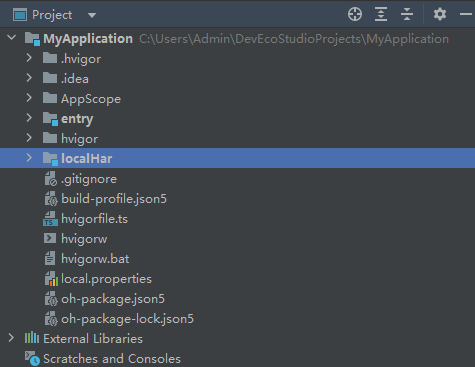 Project
MyApplication C:\Users\Admin\DevEcoStudioProjects\MyApplication
.hvigor
.idea
AppScope
entry
hvigor
localHar
.gitignore
build-profile.json5
hvigorfile.ts
hvigorw
hvigorw.bat
local.properties
oh-package.json5
oh-package-lock.json5
External Libraries
Scratches and Consoles